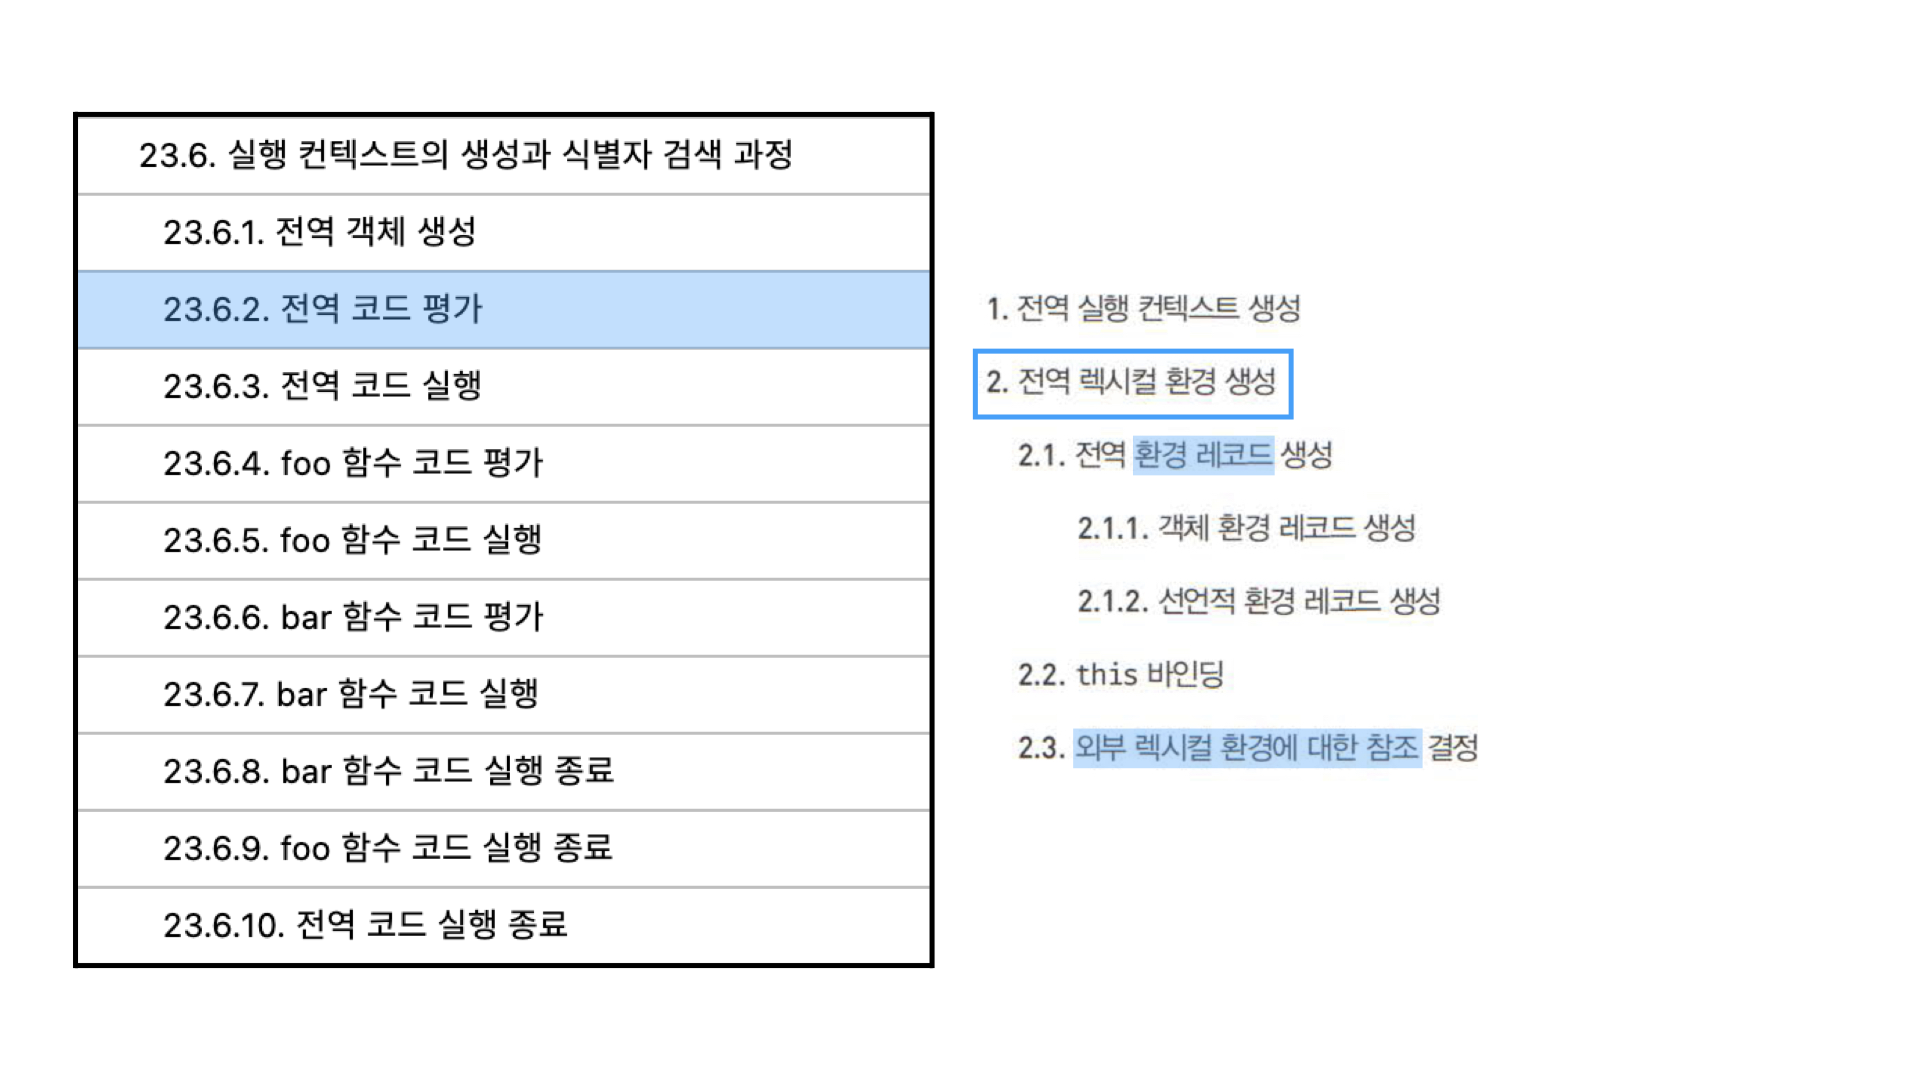 23.6. 실행 컨텍스트의 생성과 식별자 검색 과정
23.6.1. 전역 객체 생성
23.6.2. 전역 코드 평가
23.6.3. 전역 코드 실행
23.6.4. foo 함수 코드 평가
23.6.5. foo 함수 코드 실행
23.6.6. bar 함수 코드 평가
23.6.7. bar 함수 코드 실행
23.6.8. bar 함수 코드 실행 종료
23.6.9. foo 함수 코드 실행 종료
23.6.10. 전역 코드 실행 종료
1. 전역 실행 컨텍스트 생성
2. 전역 렉시컬 환경 생성
2.1. 전역 환경 레코드 생성
2.1.1. 객체 환경 레코드 생성
2.1.2. 선언적 환경 레코드 생성
2.2. this 바인딩
2.3. 외부 렉시컬 환경에 대한 참조 결정